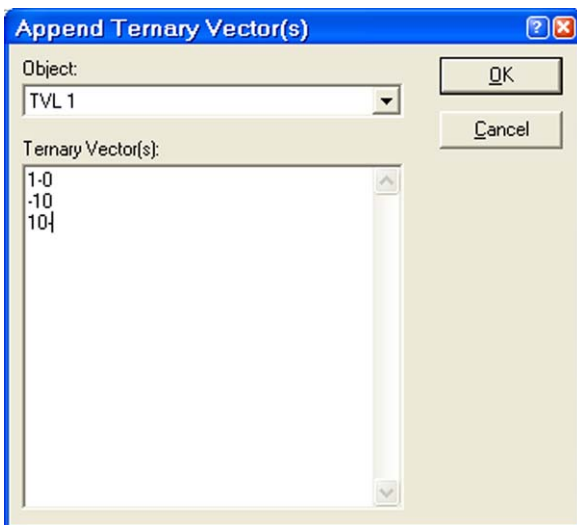 Append Ternary Vector(s)
Object:
OK
TVL 1
Cancel
Ternary Vector(s):
1-0
-10
10-